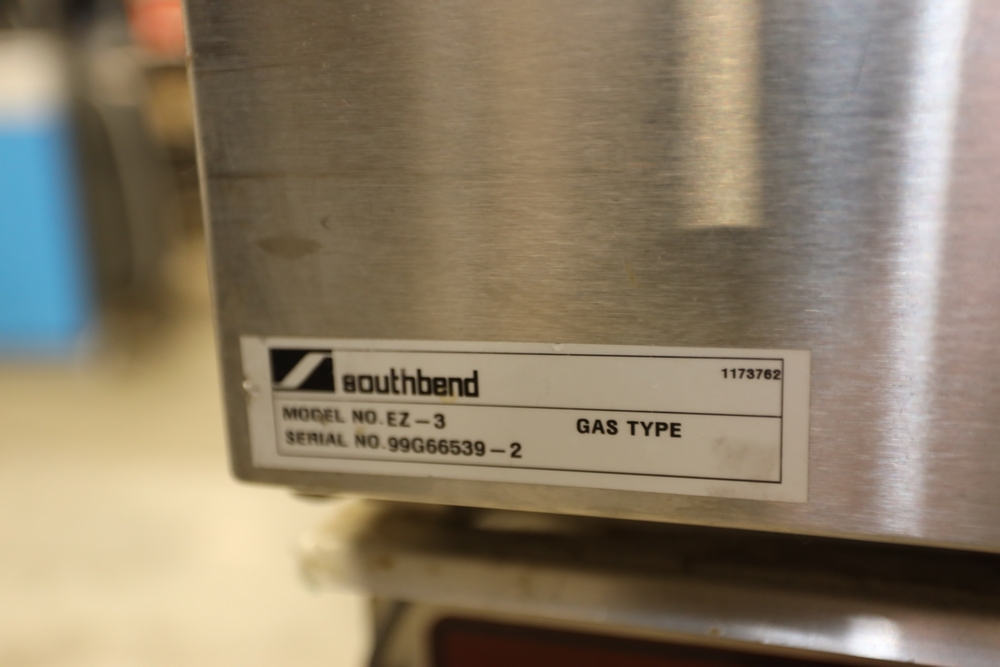 southbend
1173762
MODEL NO. EZ-3
GAS TYPE
SERIAL NO. 99G66539-2